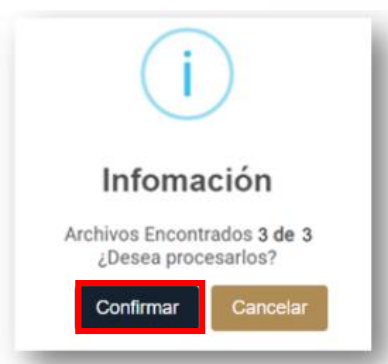 i
Infomación
Archivos Encontrados 3 de 3
¿Desea procesarlos?
Confirmar Cancelar